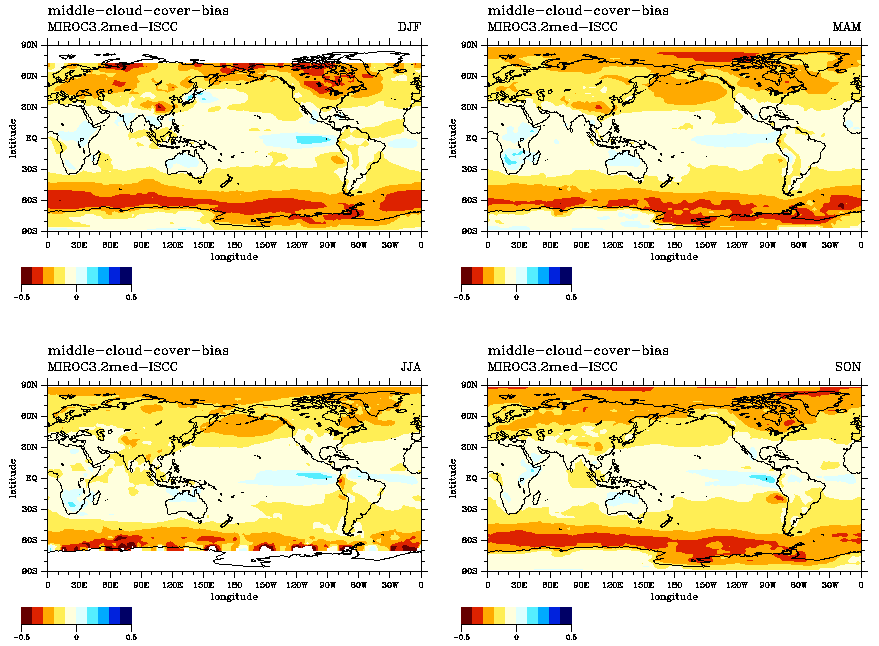 middle-cloud-cover-bias
MIROC3.2med-ISCC DJF
90N
60N
30N
EQ
30S
60S
90S
latitude
0 30E 60E 90E 120E 150E 180 150W 120W 90W 60W 30W 0
longitude
-0.5 0 0.5
middle-cloud-cover-bias
MIROC3.2med-ISCC MAM
90N
60N
30N
EQ
30S
60S
90S
latitude
0 30E 60E 90E 120E 150E 180 150W 120W 90W 60W 30W 0
longitude
-0.5 0 0.5
middle-cloud-cover-bias
MIROC3.2med-ISCC JJA
90N
60N
30N
EQ
30S
60S
90S
latitude
0 30E 60E 90E 120E 150E 180 150W 120W 90W 60W 30W 0
longitude
-0.5 0 0.5
middle-cloud-cover-bias
MIROC3.2med-ISCC SON
90N
60N
30N
EQ
30S
60S
90S
latitude
0 30E 60E 90E 120E 150E 180 150W 120W 90W 60W 30W 0
longitude
-0.5 0 0.5